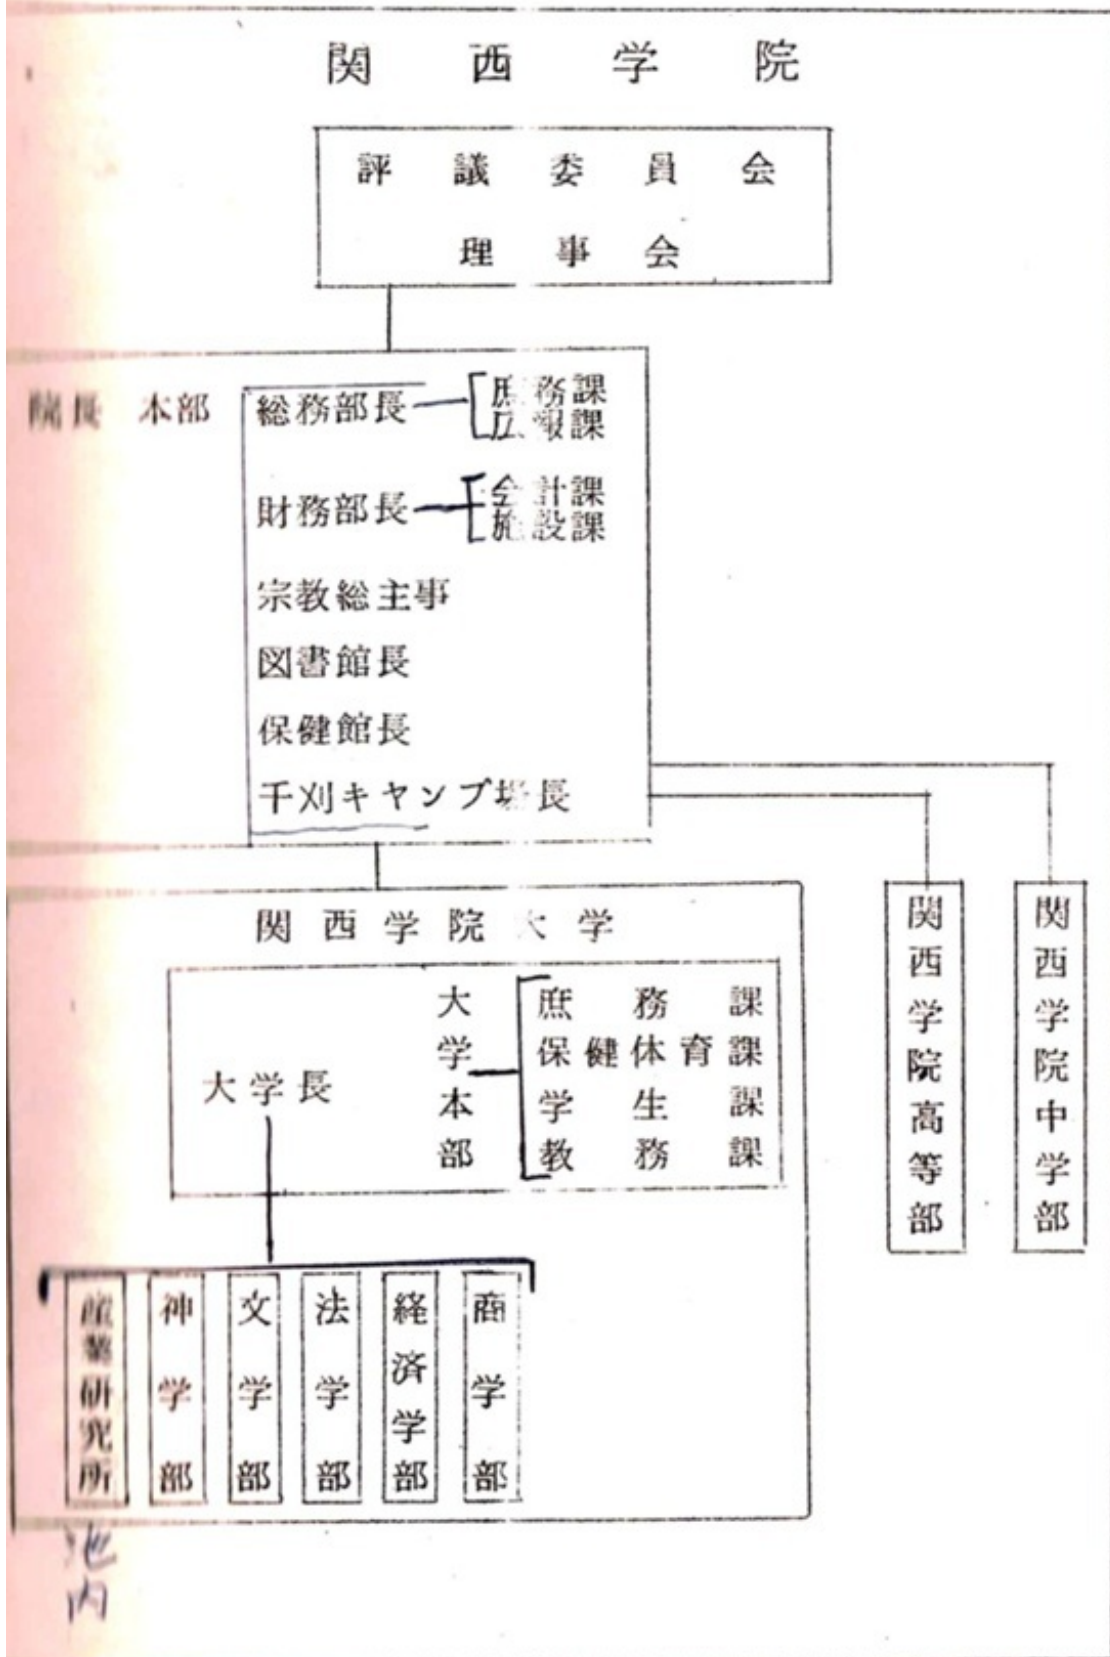 関西学院
評議委員会
理事会
院長 本部
総務部長
庶務課
広報課
財務部長
会計課
施設課
宗教総主事
図書館長
保健館長
千刈キヤンプ場長
関西学院大学
大学長
大学本部
庶務課
保健体育課
学生課
教務課
関西学院高等部
関西学院中学部
産業研究所
神学部
文学部
法学部
経済学部
商学部
池内